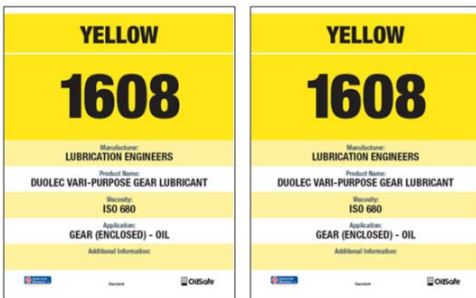 YELLOW
1608
Manufacturer:
LUBRICATION ENGINEERS
Product Name:
DUOLEC VARI-PURPOSE GEAR LUBRICANT
Viscosity:
ISO 680
Application:
GEAR (ENCLOSED) - OIL
Additional Information:
OilSafe
YELLOW
1608
Manufacturer:
LUBRICATION ENGINEERS
Product Name:
DUOLEC VARI-PURPOSE GEAR LUBRICANT
Viscosity:
ISO 680
Application:
GEAR (ENCLOSED) - OIL
Additional Information:
OilSafe